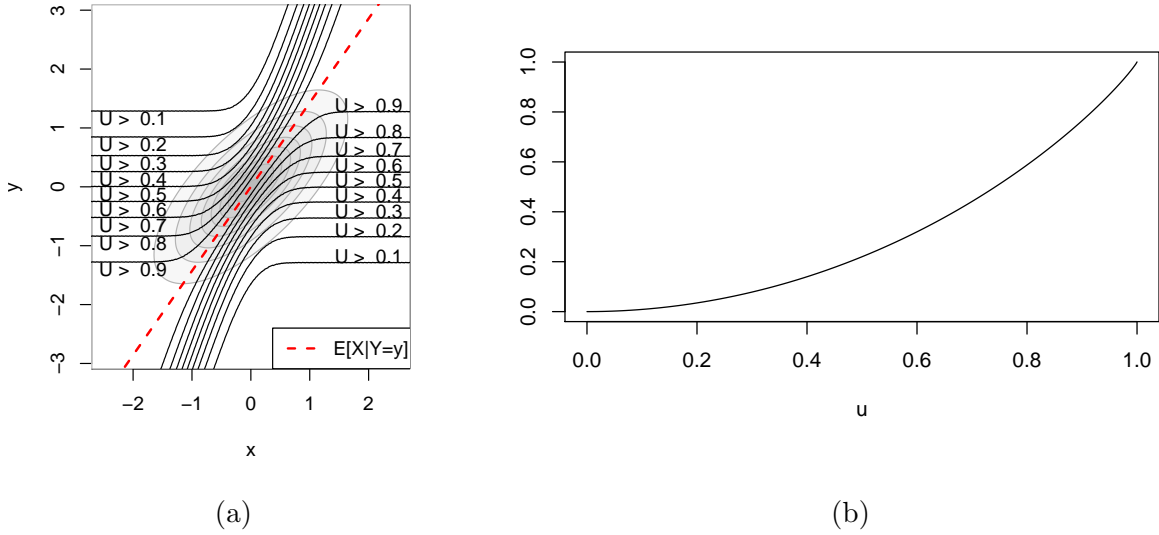 3
2
1
0
−1
−2
−3
y
U > 0.1
U > 0.2
U > 0.3
U > 0.4
U > 0.5
U > 0.6
U > 0.7
U > 0.8
U > 0.9
U > 0.9
U > 0.8
U > 0.7
U > 0.6
U > 0.5
U > 0.4
U > 0.3
U > 0.2
U > 0.1
E[X|Y=y]
−2 −1 0 1 2
x
(a)
1.0
0.8
0.6
0.4
0.2
0.0
0.0 0.2 0.4 0.6 0.8 1.0
u
(b)